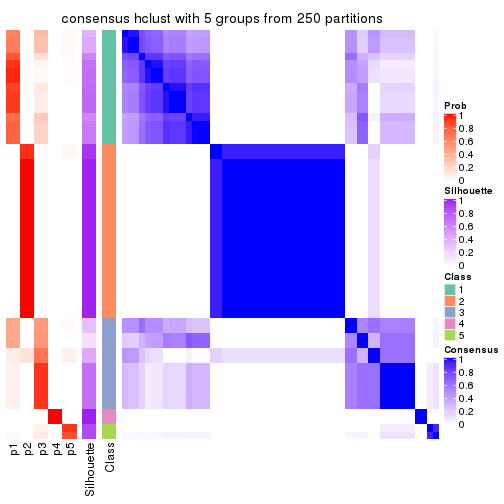 consensus hclust with 5 groups from 250 partitions
Prob
1
0.8
0.6
0.4
0.2
0
Silhouette
1
0.8
0.6
0.4
0.2
0
Class
1
2
3
4
5
Consensus
1
0.8
0.6
0.4
0.2
0
p1
p2
p3
p4
p5
Silhouette
Class